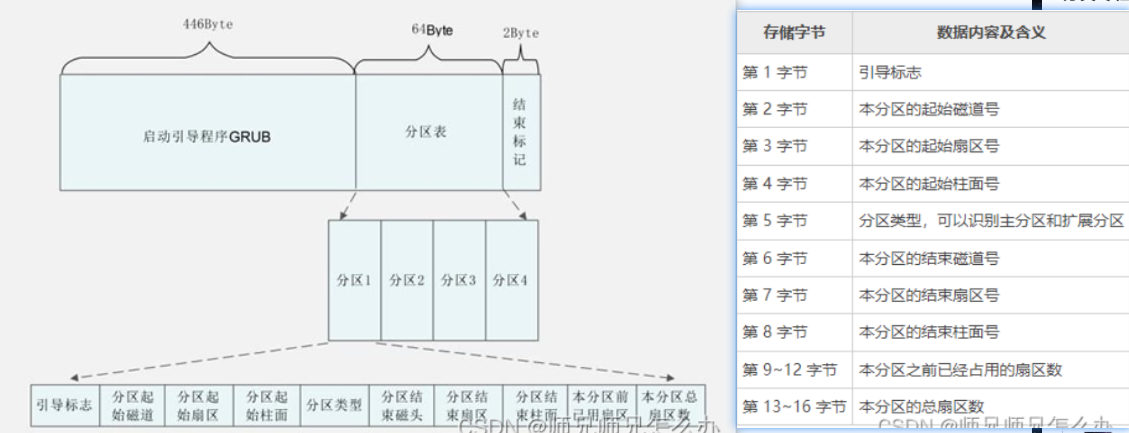 446Byte
64Byte
2Byte
启动引导程序GRUB
分区表
结
束
标
记
分区1
分区2
分区3
分区4
引导标志
分区起
始磁道
分区起
始扇区
分区起
始柱面
分区类型
分区结
束磁头
分区结
束扇区
分区结
束柱面
本分区前
已用扇区
本分区总
扇区数
CSDN @师兄师兄怎么办
存储字节 数据内容及含义
第 1 字节 引导标志
第 2 字节 本分区的起始磁道号
第 3 字节 本分区的起始扇区号
第 4 字节 本分区的起始柱面号
第 5 字节 分区类型，可以识别主分区和扩展分区
第 6 字节 本分区的结束磁道号
第 7 字节 本分区的结束扇区号
第 8 字节 本分区的结束柱面号
第 9~12 字节 本分区之前已经占用的扇区数
第 13~16 字节 本分区的总扇区数
CSDN @师兄师兄怎么办